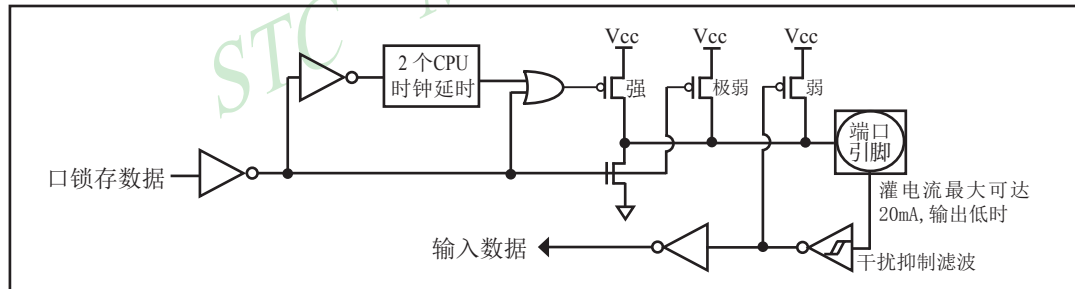 STC
Vcc
Vcc
Vcc
2 个CPU
时钟延时
强
极弱
弱
端口
引脚
口锁存数据
灌电流最大可达
20mA,输出低时
输入数据
干扰抑制滤波